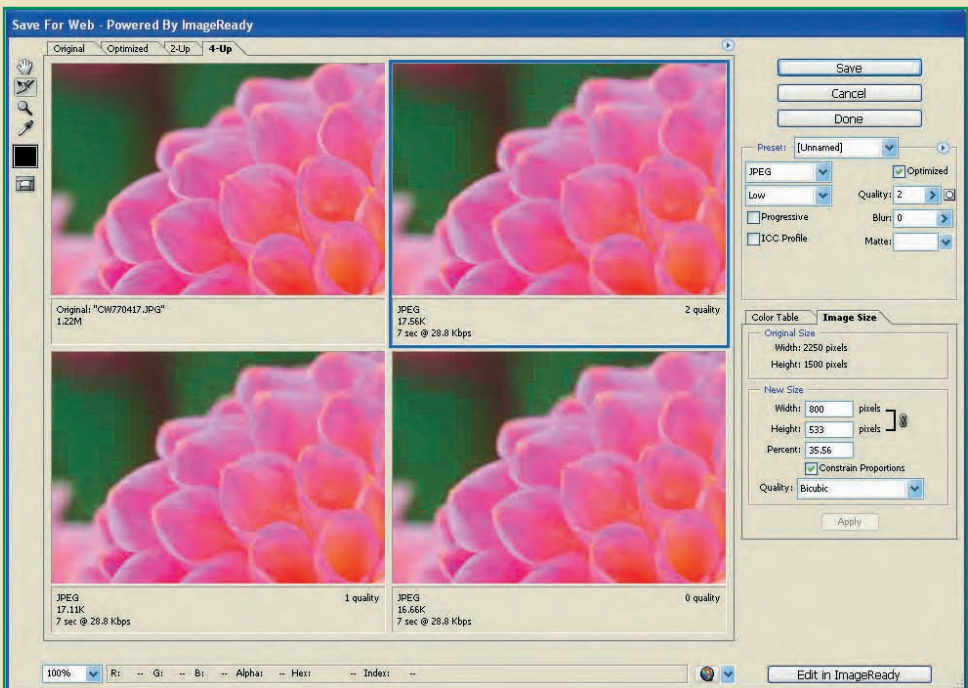 Save For Web - Powered By ImageReady
Original Optimized 2-Up 4-Up
Original: "CW770417.JPG"
1.22M
JPEG 2 quality
17.56K
7 sec @ 28.8 Kbps
JPEG 1 quality
17.11K
7 sec @ 28.8 Kbps
JPEG 0 quality
16.66K
7 sec @ 28.8 Kbps
Save
Cancel
Done
Preset: [Unnamed]
JPEG Optimized
Low Quality: 2
Progressive Blur: 0
ICC Profile Matte:
Color Table Image Size
Original Size
Width: 2250 pixels
Height: 1500 pixels
New Size
Width: 800 pixels
Height: 533 pixels
Percent: 35.56
Constrain Proportions
Quality: Bicubic
Apply
100% R: -- G: -- B: -- Alpha: -- Hex: -- Index: --
Edit in ImageReady